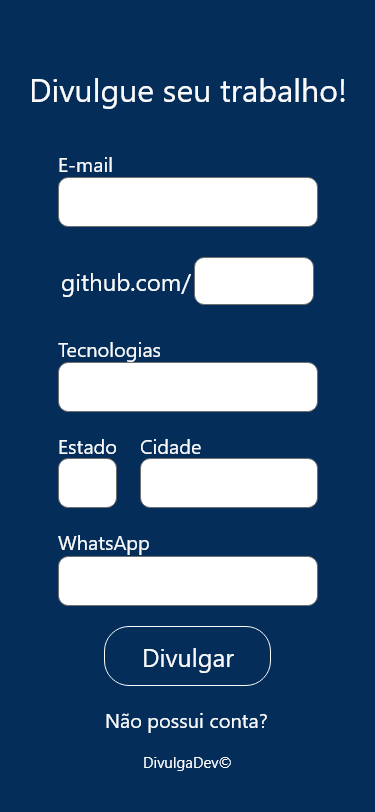 Divulgue seu trabalho!
E-mail
github.com/
Tecnologias
Estado Cidade
WhatsApp
Divulgar
Não possui conta?
DivulgaDev©